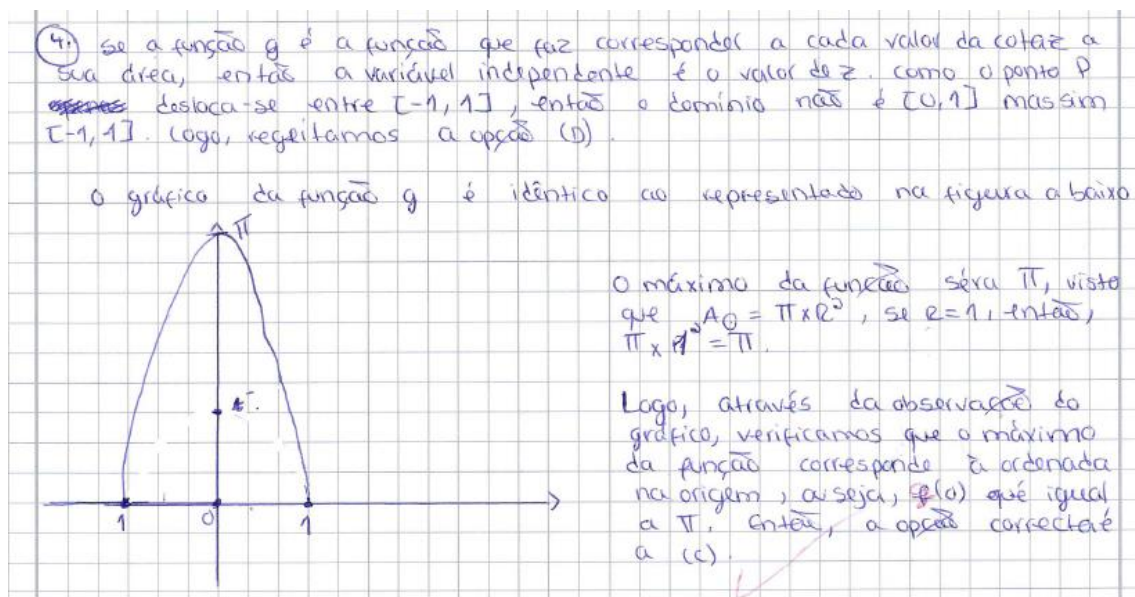 4.) se a função g é a função que faz corresponder a cada valor da cota z a
sua área, então a variável independente é o valor de z. como o ponto P
desloca-se entre [-1, 1], então o domínio não é [0,1] mas sim
[-1, 1]. logo, regeitamos a opção (D).
o gráfico da função g é idêntico ao representado na figura a baixo
π
1
0
1
O máximo da função séra π, visto
que A○ = π×R², se R=1, então,
π × 1² = π.
Logo, através da observação do
gráfico, verificamos que o máximo
da função corresponde à ordenada
na origem, ou seja, g(0) qué igual
a π. Então, a opção correcta é
a (C).